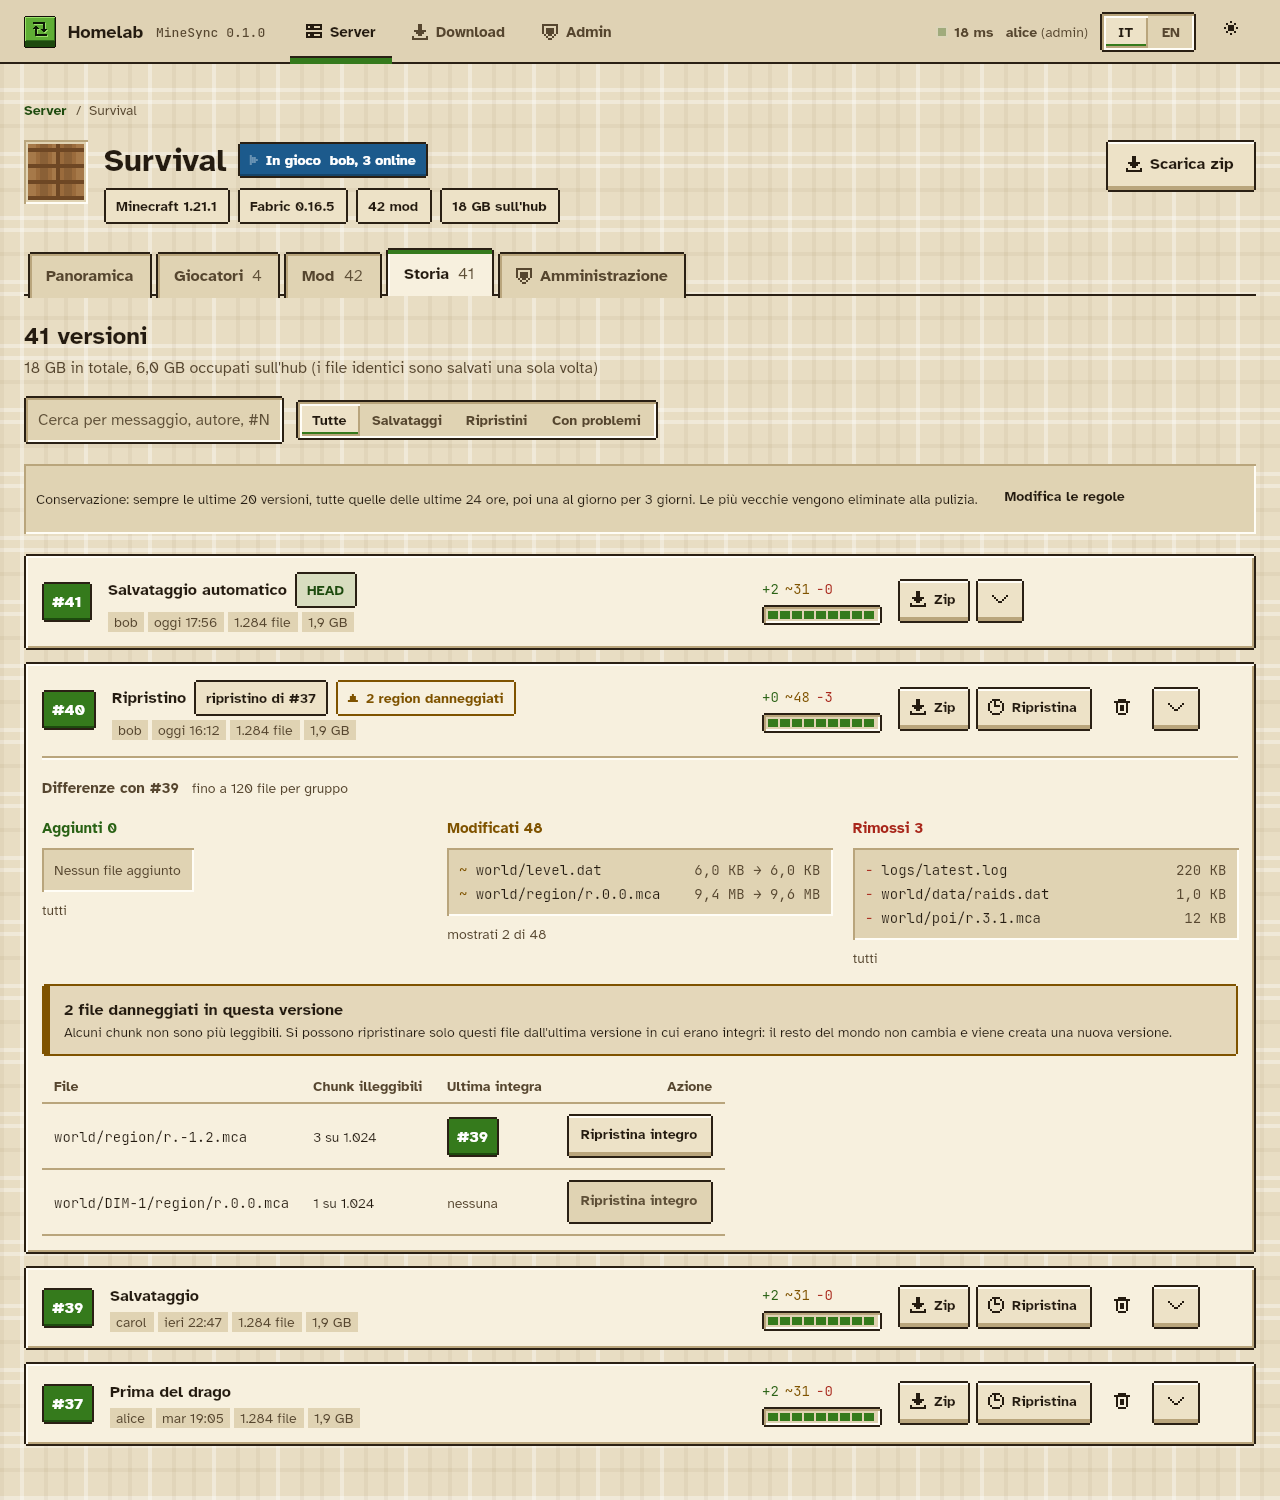 Homelab MineSync 0.1.0 Server Download Admin 18 ms alice (admin) IT EN
Server / Survival
Survival In gioco bob, 3 online Scarica zip
Minecraft 1.21.1 Fabric 0.16.5 42 mod 18 GB sull'hub
Panoramica Giocatori 4 Mod 42 Storia 41 Amministrazione
41 versioni
18 GB in totale, 6,0 GB occupati sull'hub (i file identici sono salvati una sola volta)
Cerca per messaggio, autore, #N Tutte Salvataggi Ripristini Con problemi
Conservazione: sempre le ultime 20 versioni, tutte quelle delle ultime 24 ore, poi una al giorno per 3 giorni. Le più vecchie vengono eliminate alla pulizia. Modifica le regole
#41 Salvataggio automatico HEAD +2 ~31 -0 Zip
bob oggi 17:56 1.284 file 1,9 GB
#40 Ripristino ripristino di #37 2 region danneggiati +0 ~48 -3 Zip Ripristina
bob oggi 16:12 1.284 file 1,9 GB
Differenze con #39 fino a 120 file per gruppo
Aggiunti 0
Nessun file aggiunto
tutti
Modificati 48
~ world/level.dat 6,0 KB → 6,0 KB
~ world/region/r.0.0.mca 9,4 MB → 9,6 MB
mostrati 2 di 48
Rimossi 3
- logs/latest.log 220 KB
- world/data/raids.dat 1,0 KB
- world/poi/r.3.1.mca 12 KB
tutti
2 file danneggiati in questa versione
Alcuni chunk non sono più leggibili. Si possono ripristinare solo questi file dall'ultima versione in cui erano integri: il resto del mondo non cambia e viene creata una nuova versione.
File Chunk illeggibili Ultima integra Azione
world/region/r.-1.2.mca 3 su 1.024 #39 Ripristina integro
world/DIM-1/region/r.0.0.mca 1 su 1.024 nessuna Ripristina integro
#39 Salvataggio +2 ~31 -0 Zip Ripristina
carol ieri 22:47 1.284 file 1,9 GB
#37 Prima del drago +2 ~31 -0 Zip Ripristina
alice mar 19:05 1.284 file 1,9 GB